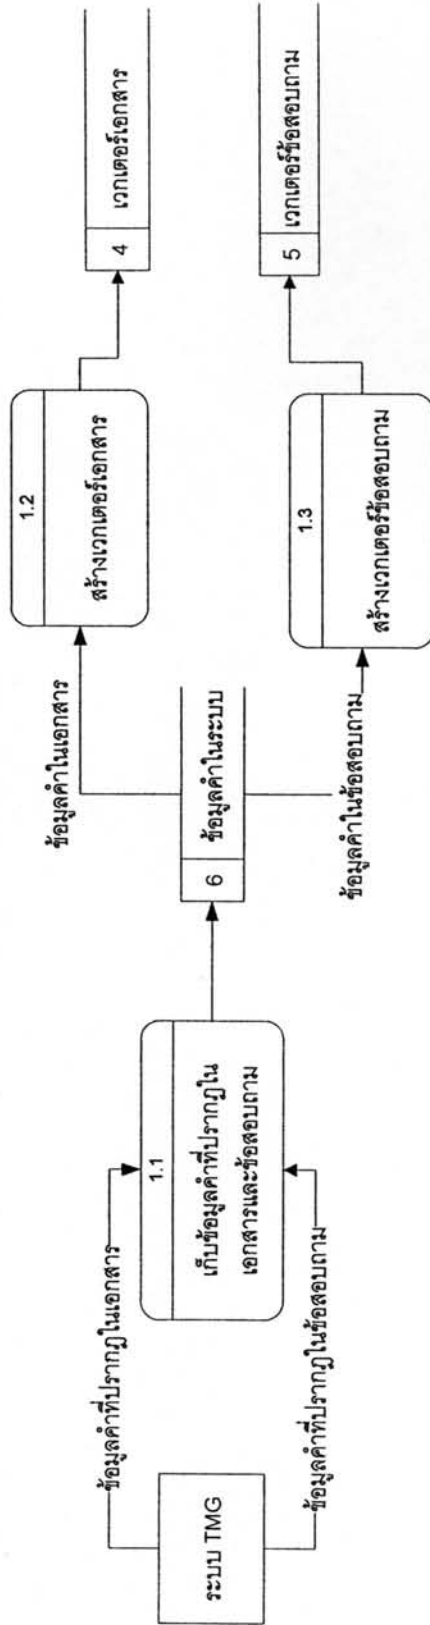 ระบบ TMG
ข้อมูลคำที่ปรากฏในเอกสาร
ข้อมูลคำที่ปรากฏในข้อสอบถาม
1.1
เก็บข้อมูลคำที่ปรากฏใน
เอกสารและข้อสอบถาม
6
ข้อมูลคำในระบบ
ข้อมูลคำในเอกสาร
ข้อมูลคำในข้อสอบถาม
1.2
สร้างเวกเตอร์เอกสาร
1.3
สร้างเวกเตอร์ข้อสอบถาม
4
เวกเตอร์เอกสาร
5
เวกเตอร์ข้อสอบถาม